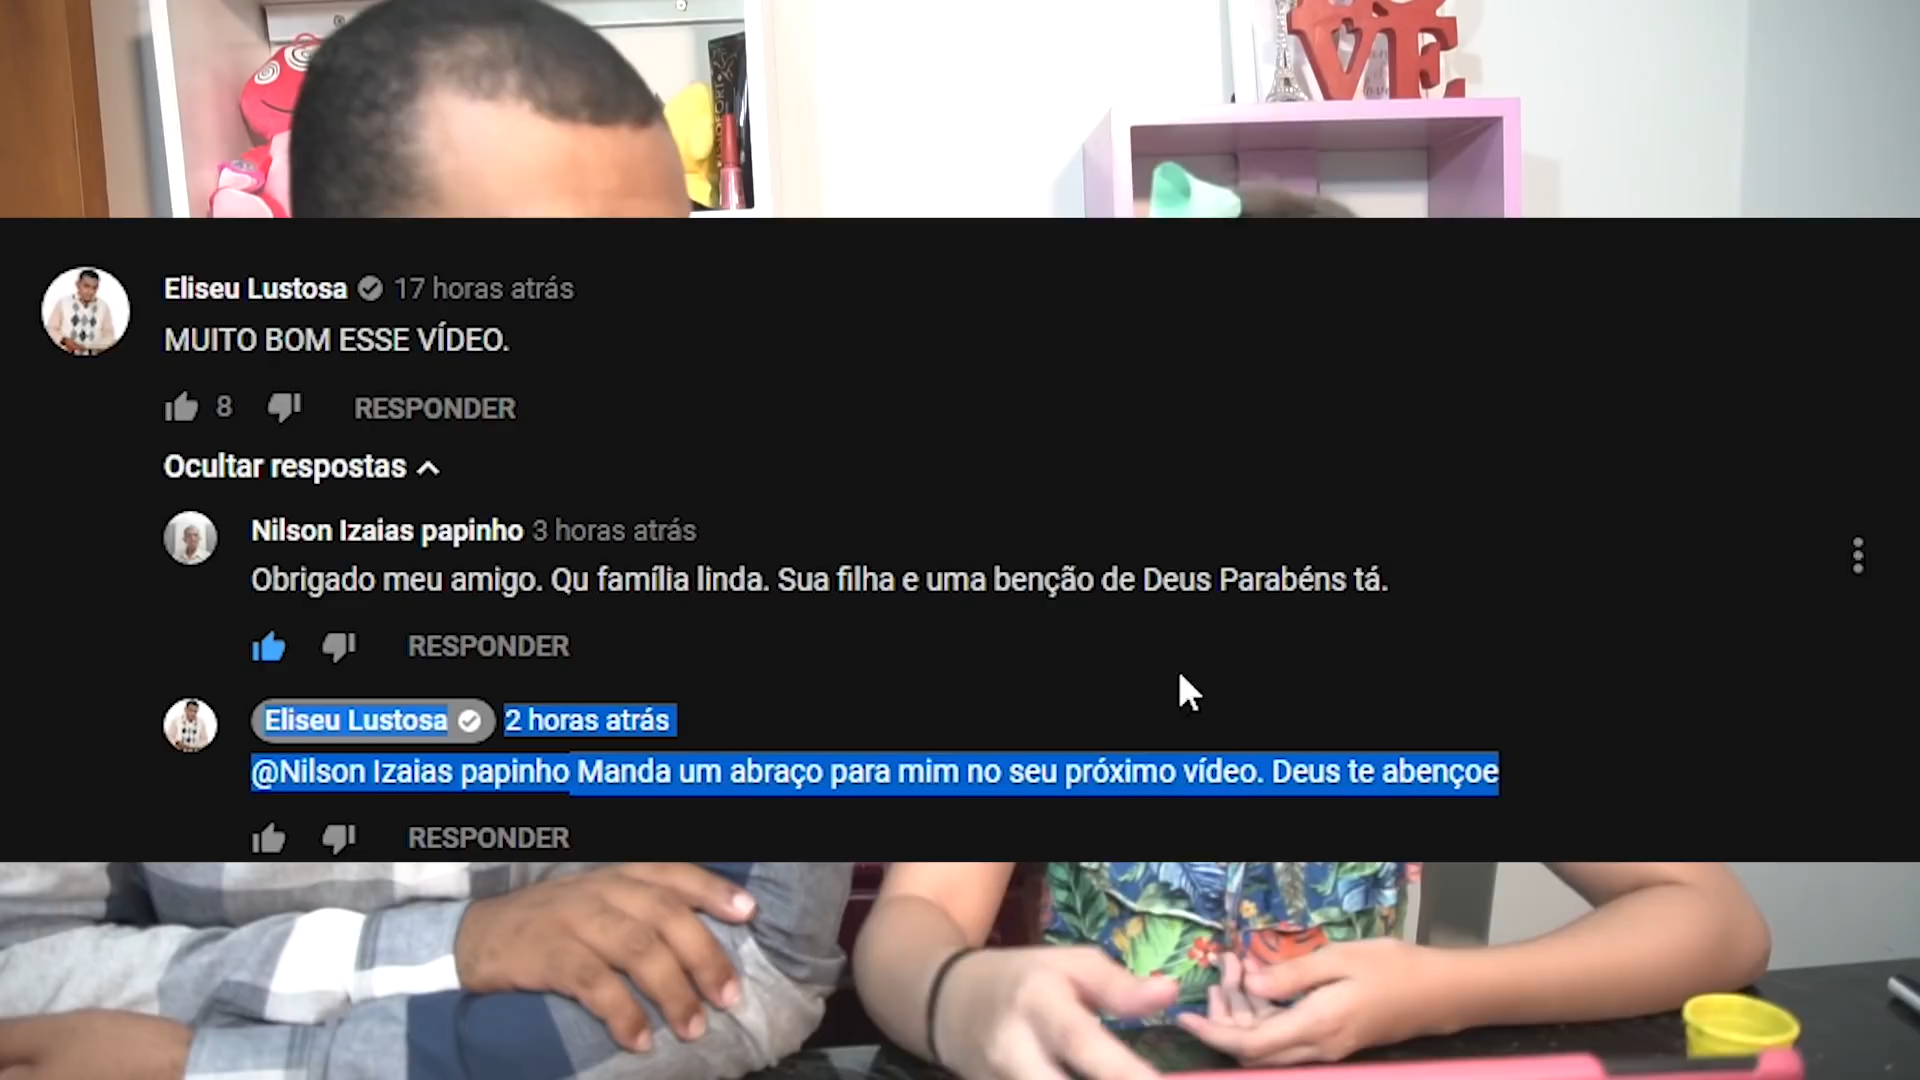 VE
Eliseu Lustosa 17 horas atrás
MUITO BOM ESSE VÍDEO.
8 RESPONDER
Ocultar respostas
Nilson Izaias papinho 3 horas atrás
Obrigado meu amigo. Qu família linda. Sua filha e uma benção de Deus Parabéns tá.
RESPONDER
Eliseu Lustosa 2 horas atrás
@Nilson Izaias papinho Manda um abraço para mim no seu próximo vídeo. Deus te abençoe
RESPONDER